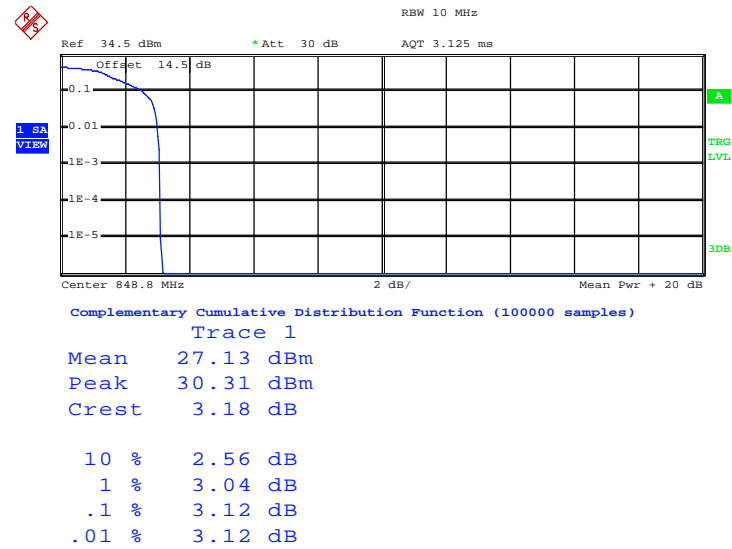 R S
RBW 10 MHz
Ref 34.5 dBm *Att 30 dB AQT 3.125 ms
Offset 14.5 dB
0.1
A
0.01
1 SA
VIEW
TRG
LVL
1E-3
1E-4
1E-5
3DB
Center 848.8 MHz 2 dB/ Mean Pwr + 20 dB
Complementary Cumulative Distribution Function (100000 samples)
Trace 1
Mean 27.13 dBm
Peak 30.31 dBm
Crest 3.18 dB
10 % 2.56 dB
1 % 3.04 dB
.1 % 3.12 dB
.01 % 3.12 dB